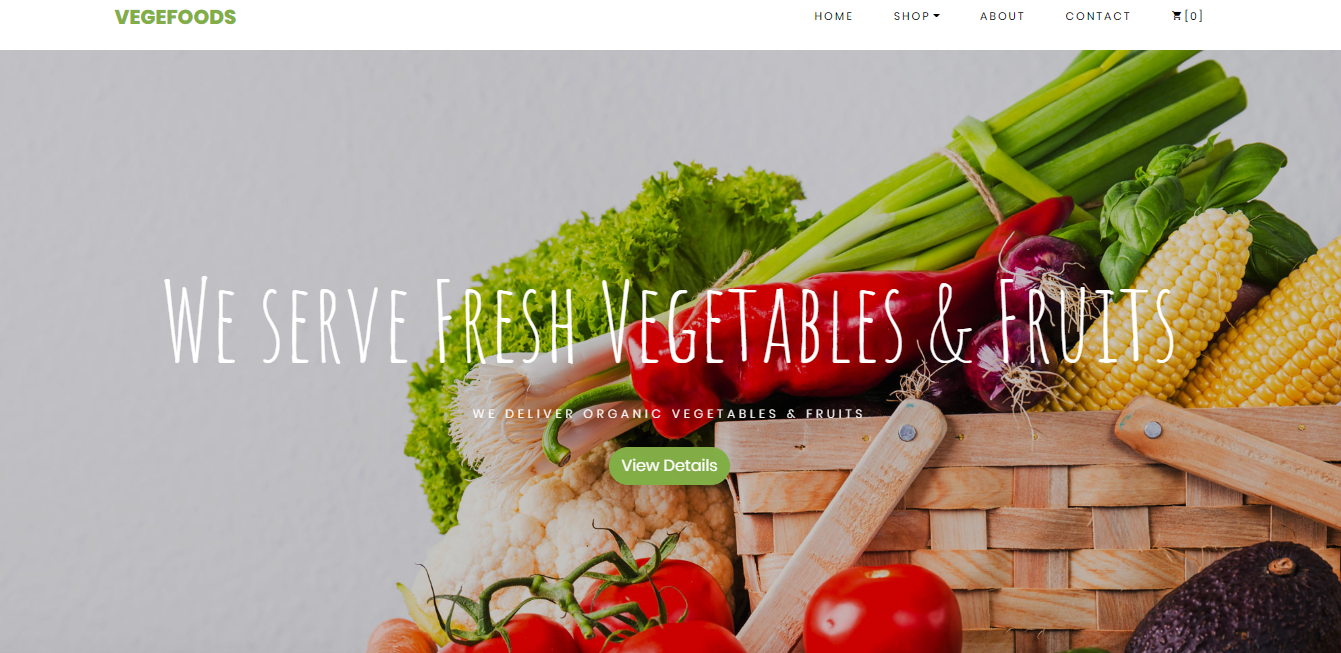 VEGEFOODS
HOME SHOP ABOUT CONTACT [0]
We serve Fresh Vegetables & Fruits
WE DELIVER ORGANIC VEGETABLES & FRUITS
View Details